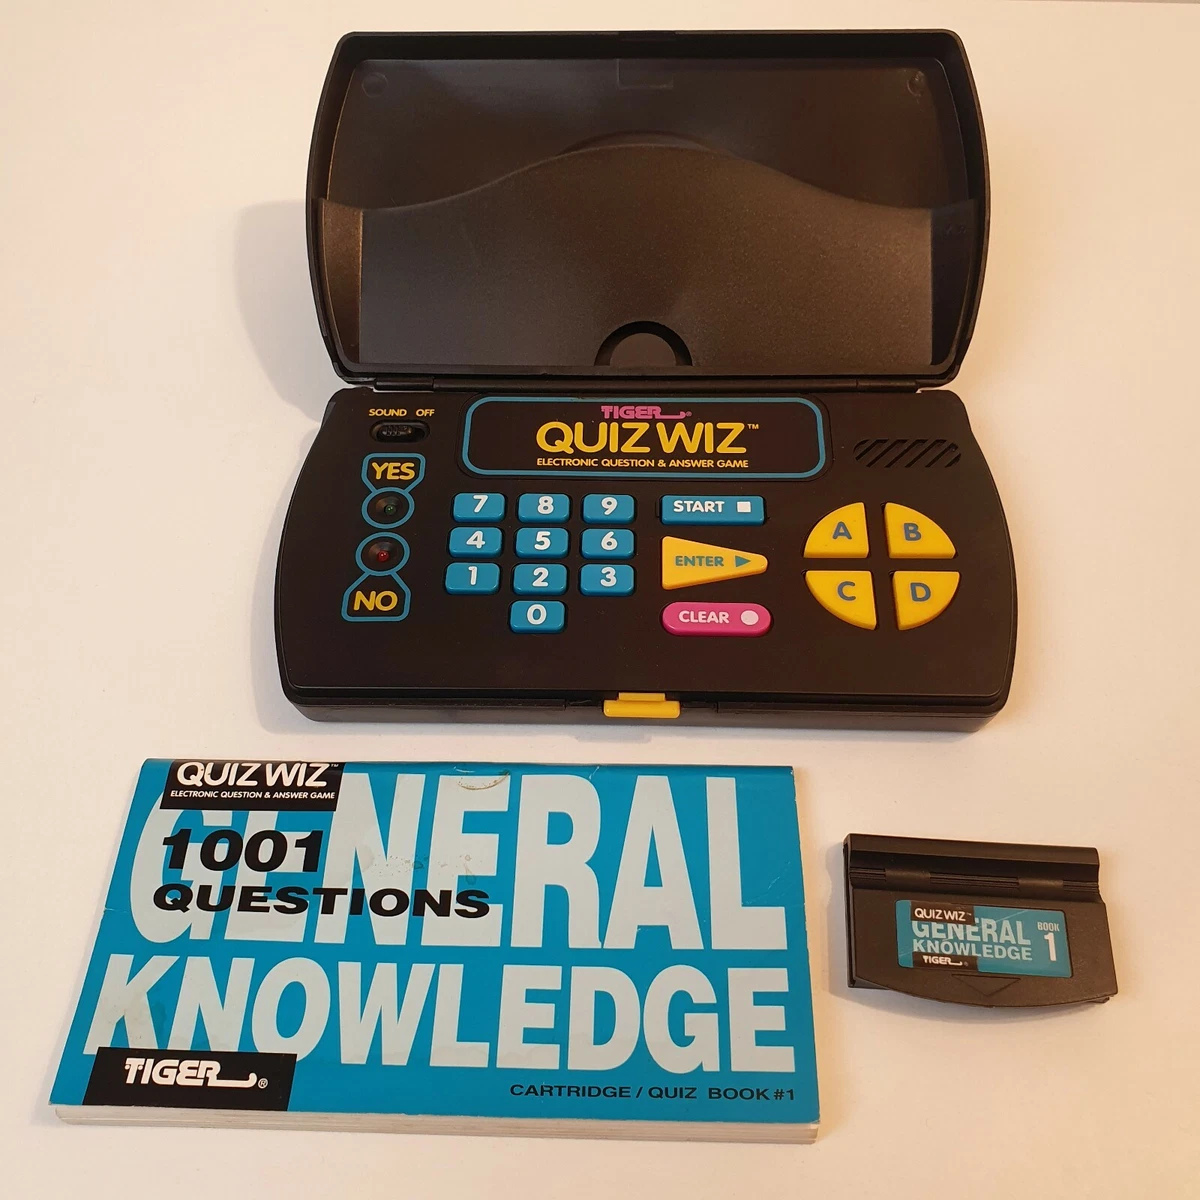 SOUND OFF
TIGER®
QUIZ WIZ™
ELECTRONIC QUESTION & ANSWER GAME
YES
NO
7 8 9
4 5 6
1 2 3
0
START
ENTER
CLEAR
A B
C D
QUIZ WIZ™
ELECTRONIC QUESTION & ANSWER GAME
GENERAL
1001
QUESTIONS
KNOWLEDGE
TIGER®
CARTRIDGE / QUIZ BOOK #1
QUIZ WIZ™
GENERAL
KNOWLEDGE
BOOK
1
TIGER®